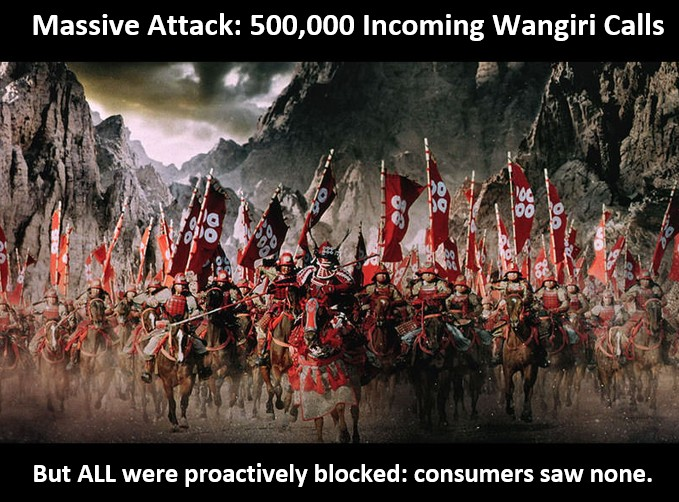 Massive Attack: 500,000 Incoming Wangiri Calls
But ALL were proactively blocked: consumers saw none.